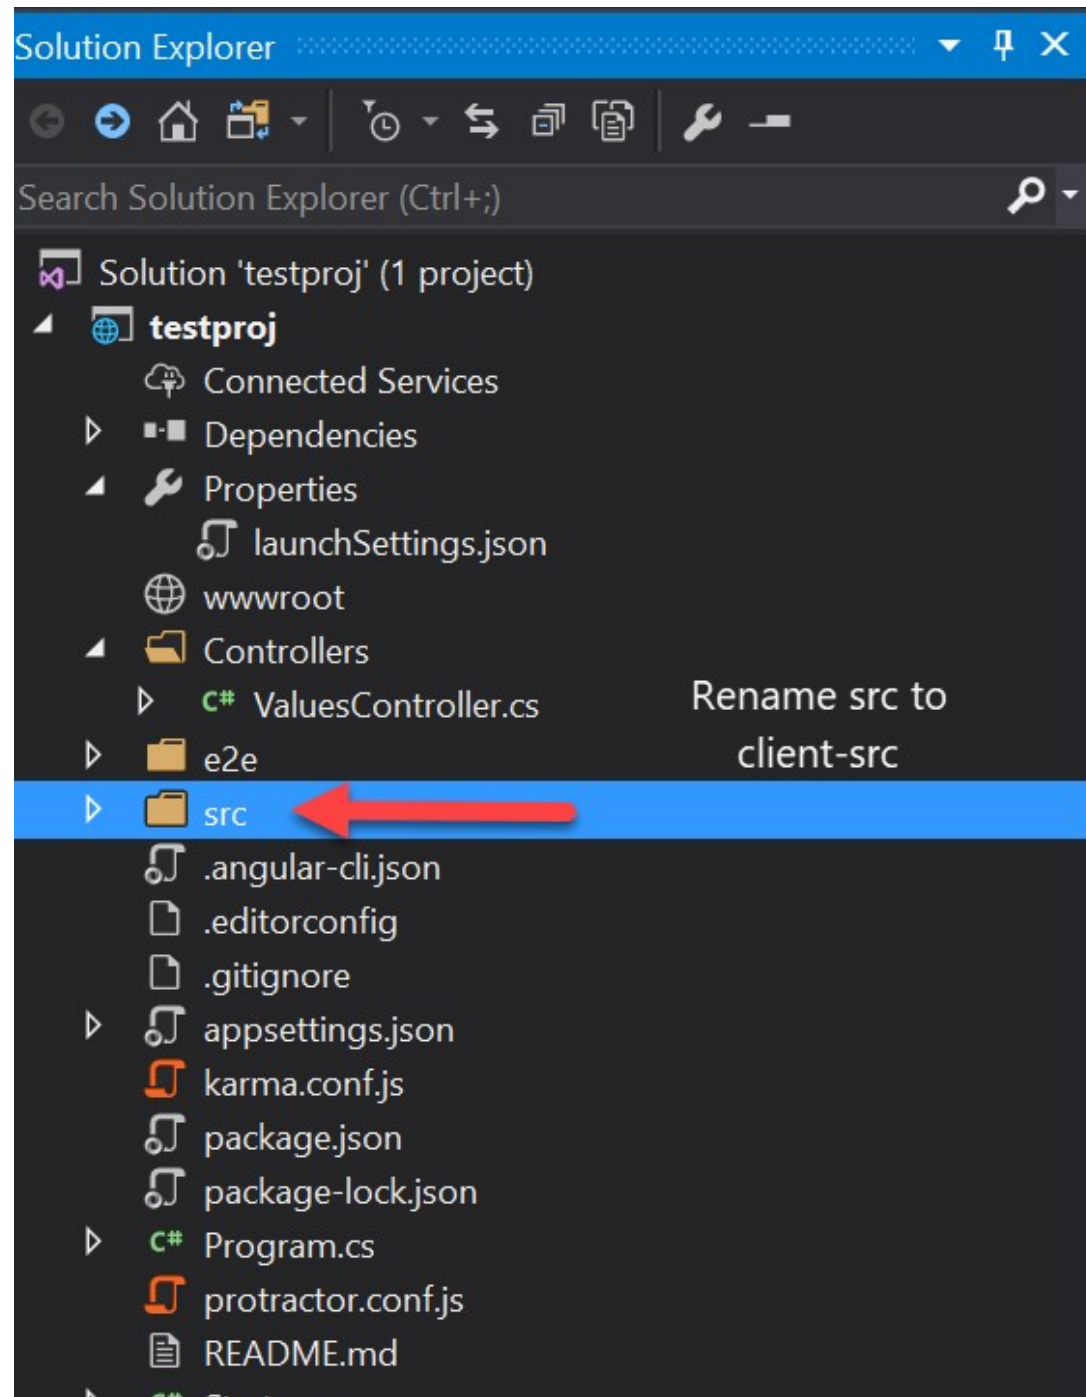 Solution Explorer
Search Solution Explorer (Ctrl+;)
Solution 'testproj' (1 project)
testproj
Connected Services
Dependencies
Properties
launchSettings.json
wwwroot
Controllers
C# ValuesController.cs
Rename src to
client-src
e2e
src
.angular-cli.json
.editorconfig
.gitignore
appsettings.json
karma.conf.js
package.json
package-lock.json
C# Program.cs
protractor.conf.js
README.md